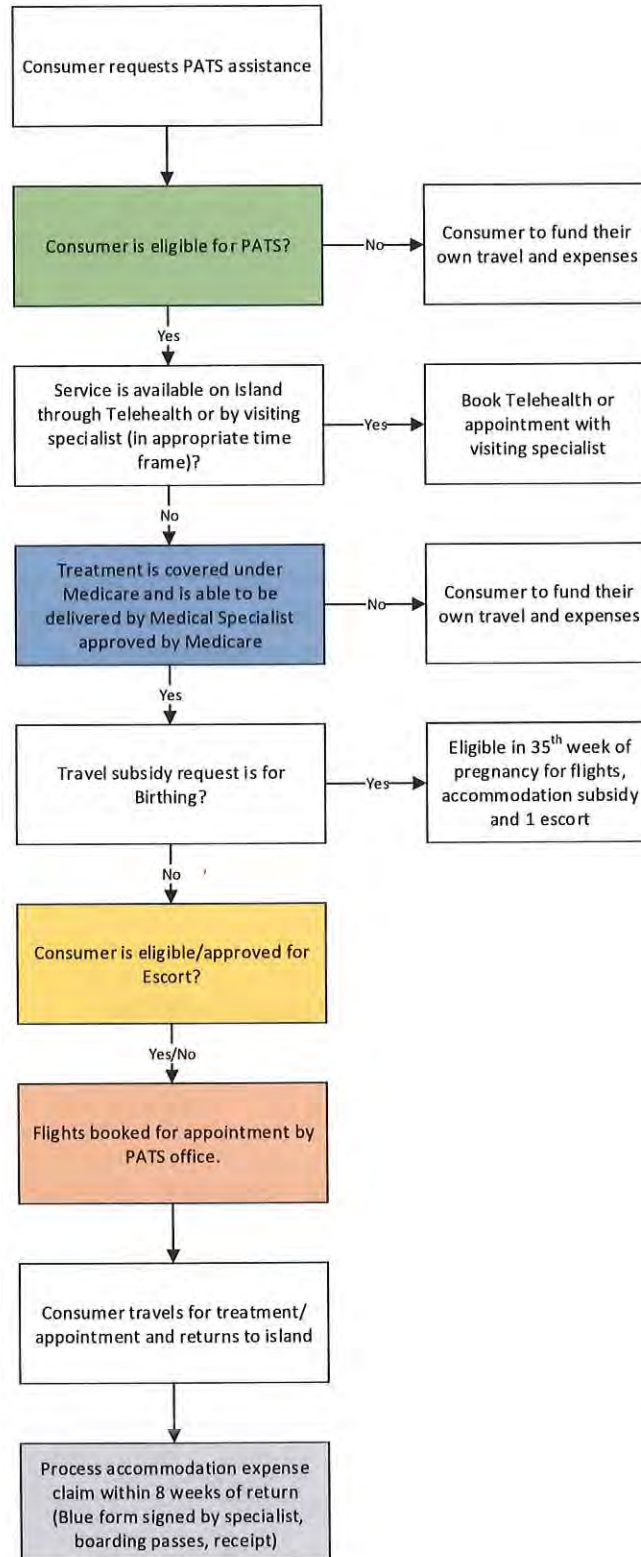 Consumer requests PATS assistance
Consumer is eligible for PATS?
No
Consumer to fund their
own travel and expenses
Yes
Service is available on Island
through Telehealth or by visiting
specialist (in appropriate time
frame)?
Yes
Book Telehealth or
appointment with
visiting specialist
No
Treatment is covered under
Medicare and is able to be
delivered by Medical Specialist
approved by Medicare
No
Consumer to fund their
own travel and expenses
Yes
Travel subsidy request is for
Birthing?
Yes
Eligible in 35th week of
pregnancy for flights,
accommodation subsidy
and 1 escort
No
Consumer is eligible/approved for
Escort?
Yes/No
Flights booked for appointment by
PATS office.
Consumer travels for treatment/
appointment and returns to island
Process accommodation expense
claim within 8 weeks of return
(Blue form signed by specialist,
boarding passes, receipt)